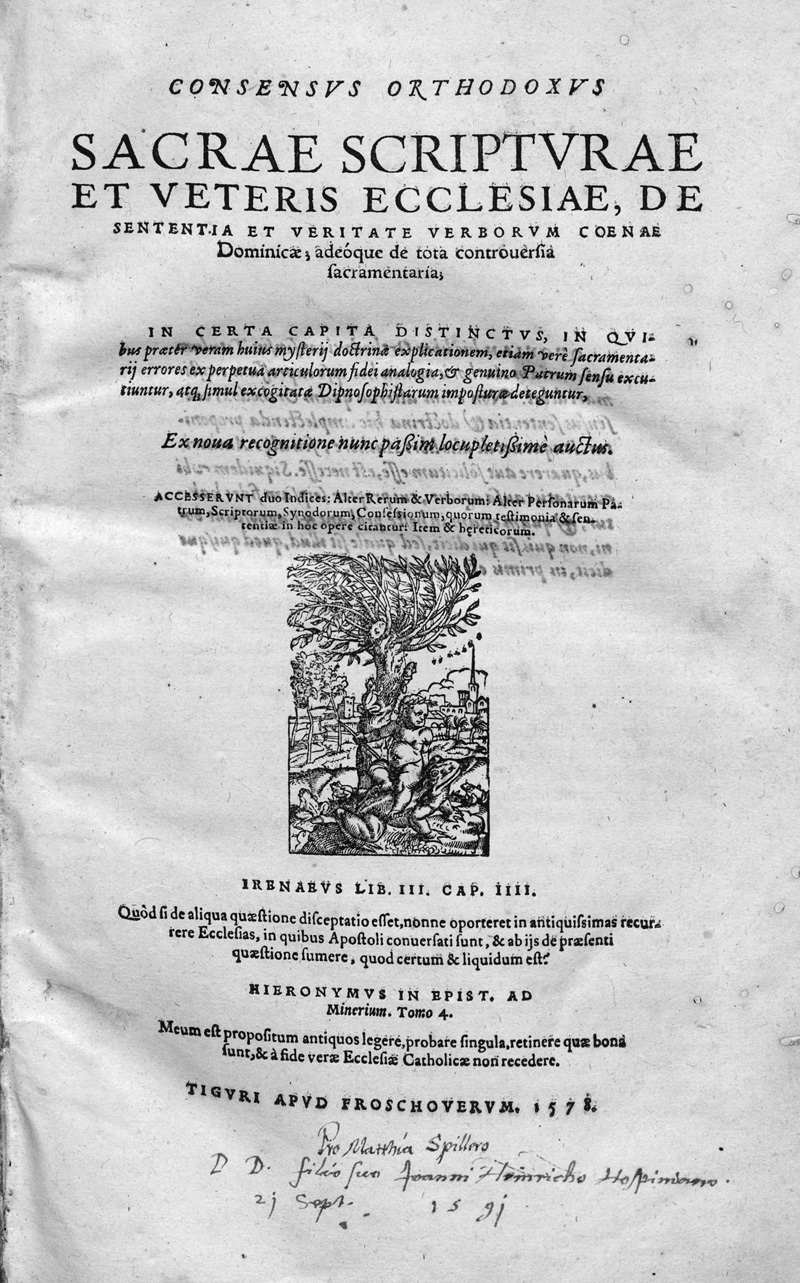 CONSENSVS ORTHODOXVS
SACRAE SCRIPTVRAE
ET VETERIS ECCLESIAE, DE
SENTENTIA ET VERITATE VERBORVM COENAE
Dominicæ, adeóque de tota controuersia
sacramentaria,
IN CERTA CAPITA DISTINCTVS, IN QVI-
bus præter veram huius mysterij doctrinæ explicationem, etiam verè sacramenta-
rij errores ex perpetua articulorum fidei analogia, & genuino Patrum sensu excu-
tiuntur, atq; simul excogitatæ Dipnosophistarum imposturæ deteguntur,
Ex noua recognitione nunc paßim locupletißimè auctus.
ACCESSERVNT duo Indices: Alter Rerum & Verborum: Alter Personarum Pa-
trum, Scriptorum, Synodorum, Confessionum, quorum testimonia & sen-
tentiæ in hoc opere citantur: Item & hęreticorum.
IRENAEVS LIB. III. CAP. IIII.
Quòd si de aliqua quæstione disceptatio esset, nonne oporteret in antiquissimas recur-
rere Ecclesias, in quibus Apostoli conuersati sunt, & ab ijs de præsenti
quæstione sumere, quod certum & liquidum est?
HIERONYMVS IN EPIST. AD
Minerium. Tomo 4.
Meum est propositum antiquos legere, probare singula, retinere quæ bona
sunt, & à fide veræ Ecclesiæ Catholicæ non recedere.
TIGVRI APVD FROSCHOVERVM. 1578.
Pro Matthia Spillero
D D. filio suo Joanni Heinricho Hospiniano.
21 Sept. 1591